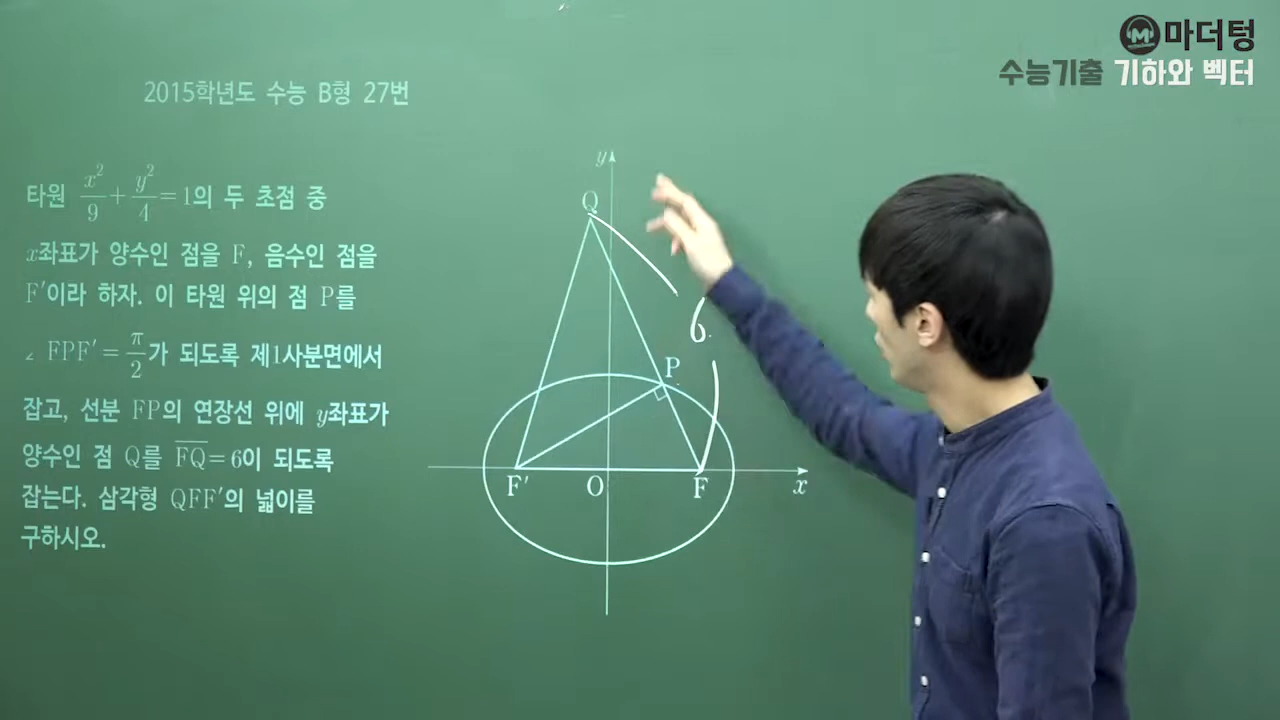 마더텅
수능기출 기하와 벡터
2015학년도 수능 B형 27번
타원 x²/9 + y²/4 = 1의 두 초점 중
x좌표가 양수인 점을 F, 음수인 점을
F′이라 하자. 이 타원 위의 점 P를
∠FPF′ = π/2가 되도록 제1사분면에서
잡고, 선분 FP의 연장선 위에 y좌표가
양수인 점 Q를 F̅Q̅ = 6이 되도록
잡는다. 삼각형 QFF′의 넓이를
구하시오.
y
Q
6
P
F′ O F x